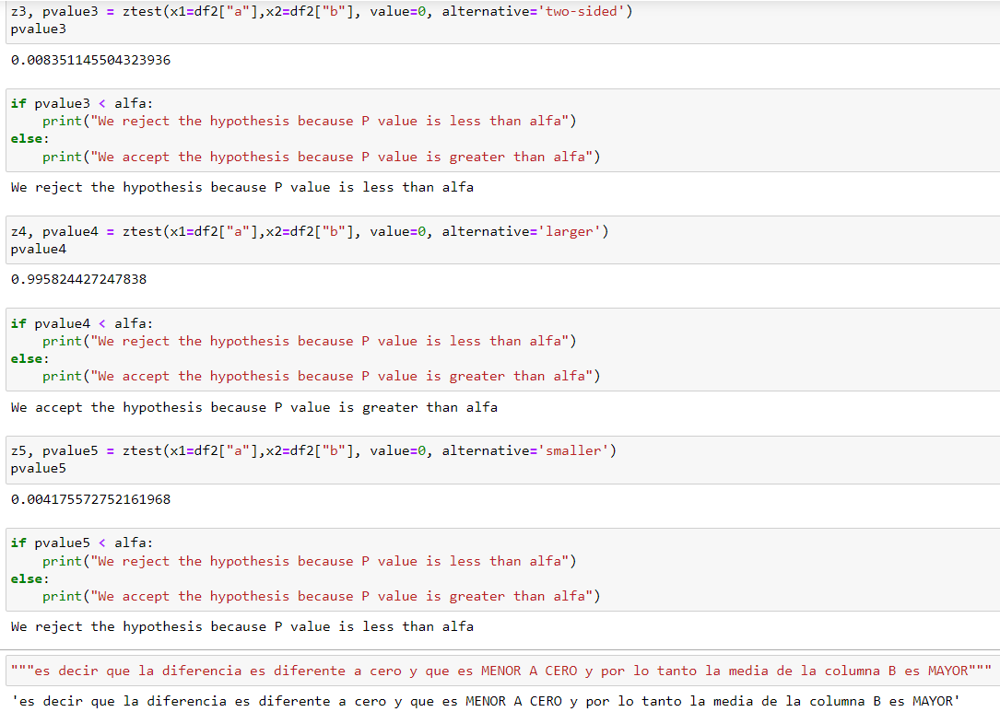 z3, pvalue3 = ztest(x1=df2["a"],x2=df2["b"], value=0, alternative='two-sided')
pvalue3
0.008351145504323936
if pvalue3 < alfa:
    print("We reject the hypothesis because P value is less than alfa")
else:
    print("We accept the hypothesis because P value is greater than alfa")
We reject the hypothesis because P value is less than alfa
z4, pvalue4 = ztest(x1=df2["a"],x2=df2["b"], value=0, alternative='larger')
pvalue4
0.995824427247838
if pvalue4 < alfa:
    print("We reject the hypothesis because P value is less than alfa")
else:
    print("We accept the hypothesis because P value is greater than alfa")
We accept the hypothesis because P value is greater than alfa
z5, pvalue5 = ztest(x1=df2["a"],x2=df2["b"], value=0, alternative='smaller')
pvalue5
0.004175572752161968
if pvalue5 < alfa:
    print("We reject the hypothesis because P value is less than alfa")
else:
    print("We accept the hypothesis because P value is greater than alfa")
We reject the hypothesis because P value is less than alfa
"""es decir que la diferencia es diferente a cero y que es MENOR A CERO y por lo tanto la media de la columna B es MAYOR"""
'es decir que la diferencia es diferente a cero y que es MENOR A CERO y por lo tanto la media de la columna B es MAYOR'